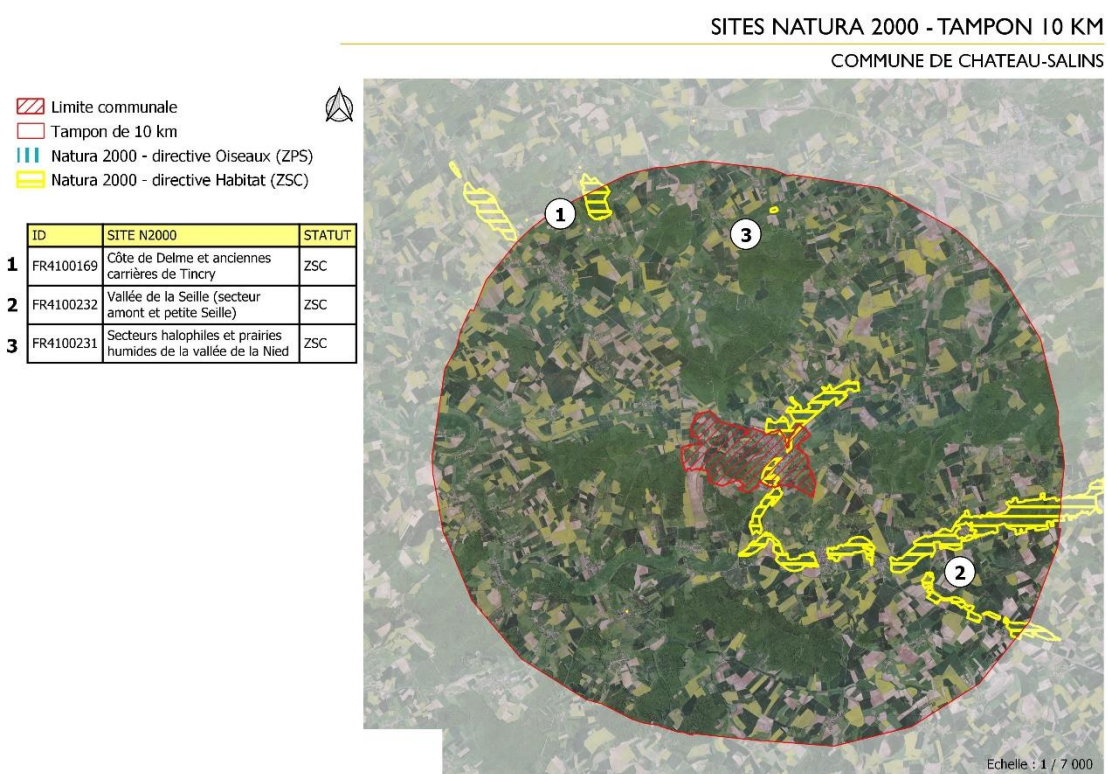 SITES NATURA 2000 - TAMPON 10 KM
COMMUNE DE CHATEAU-SALINS
Limite communale
Tampon de 10 km
Natura 2000 - directive Oiseaux (ZPS)
Natura 2000 - directive Habitat (ZSC)
ID SITE N2000 STATUT
1 FR4100169 Côte de Delme et anciennes carrières de Tincry ZSC
2 FR4100232 Vallée de la Seille (secteur amont et petite Seille) ZSC
3 FR4100231 Secteurs halophiles et prairies humides de la vallée de la Nied ZSC
1
3
2
Echelle : 1 / 7 000